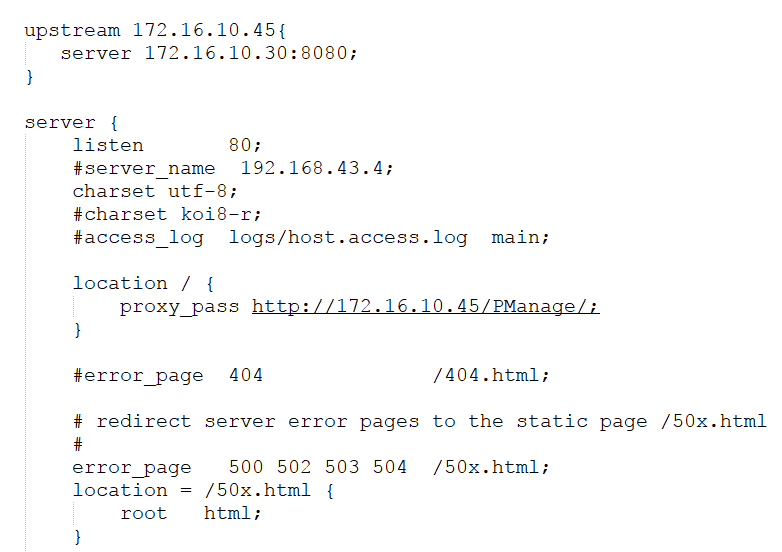 upstream 172.16.10.45{
   server 172.16.10.30:8080;
}

server {
    listen       80;
    #server_name  192.168.43.4;
    charset utf-8;
    #charset koi8-r;
    #access_log  logs/host.access.log  main;

    location / {
        proxy_pass http://172.16.10.45/PManage/;
    }

    #error_page  404              /404.html;

    # redirect server error pages to the static page /50x.html
    #
    error_page   500 502 503 504  /50x.html;
    location = /50x.html {
        root   html;
    }